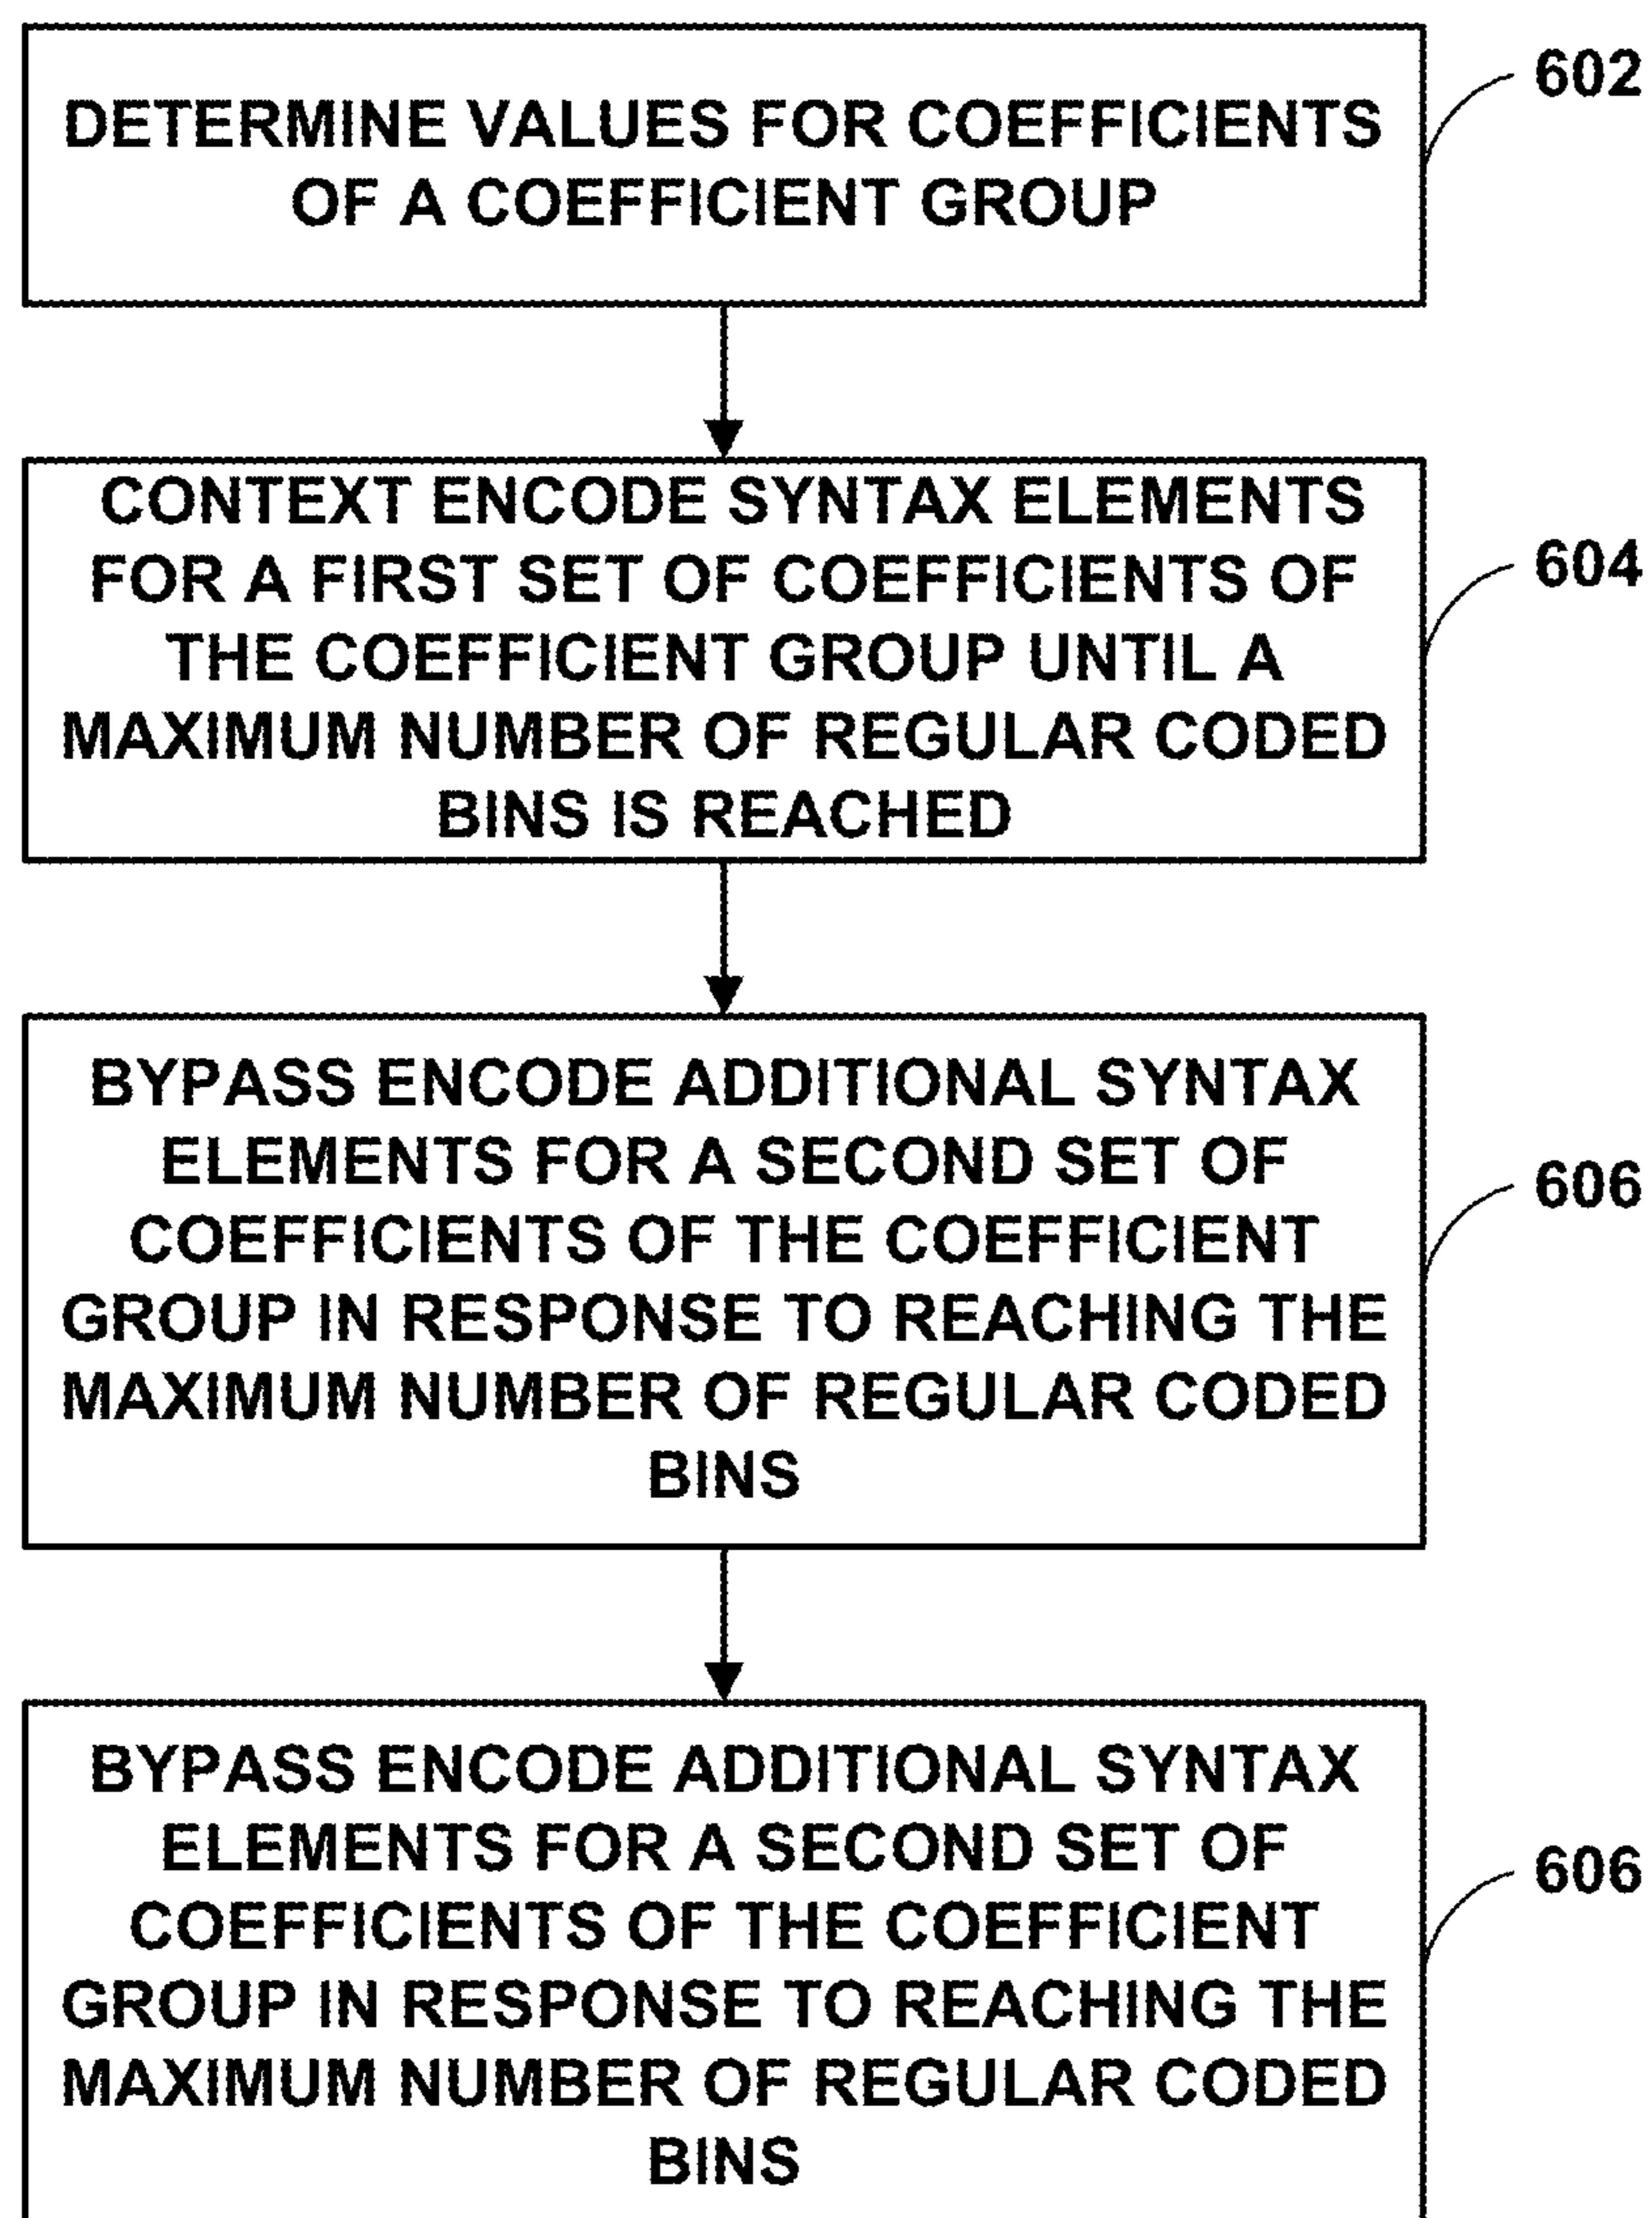 DETERMINE VALUES FOR COEFFICIENTS
OF A COEFFICIENT GROUP
602
CONTEXT ENCODE SYNTAX ELEMENTS
FOR A FIRST SET OF COEFFICIENTS OF
THE COEFFICIENT GROUP UNTIL A
MAXIMUM NUMBER OF REGULAR CODED
BINS IS REACHED
604
BYPASS ENCODE ADDITIONAL SYNTAX
ELEMENTS FOR A SECOND SET OF
COEFFICIENTS OF THE COEFFICIENT
GROUP IN RESPONSE TO REACHING THE
MAXIMUM NUMBER OF REGULAR CODED
BINS
606
BYPASS ENCODE ADDITIONAL SYNTAX
ELEMENTS FOR A SECOND SET OF
COEFFICIENTS OF THE COEFFICIENT
GROUP IN RESPONSE TO REACHING THE
MAXIMUM NUMBER OF REGULAR CODED
BINS
606